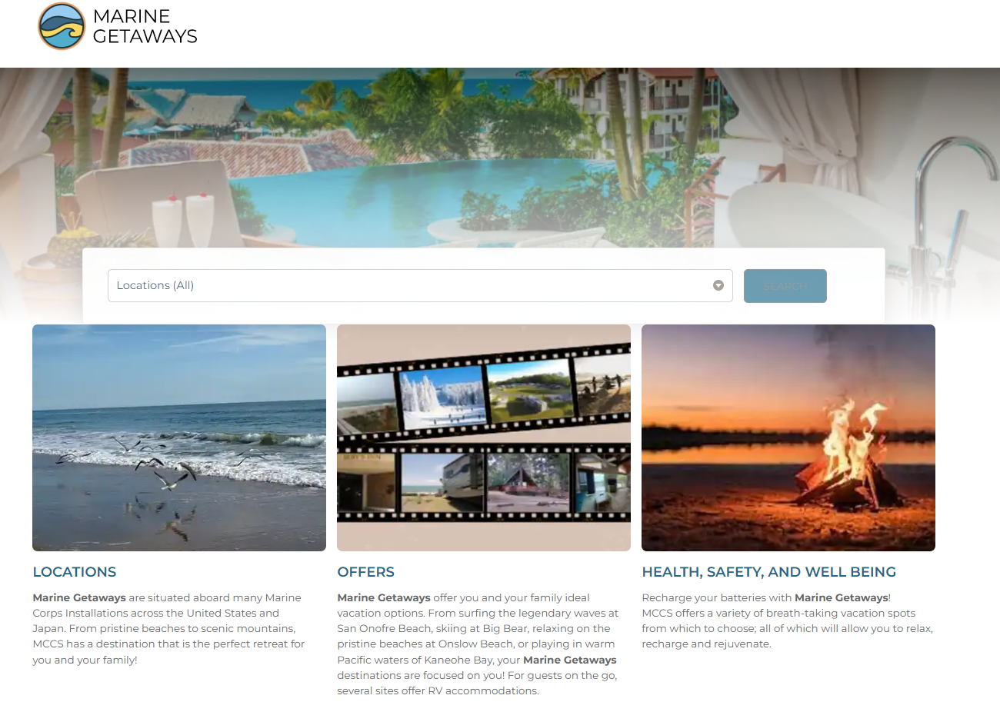 MARINE
GETAWAYS
Locations (All)
SEARCH
LOCATIONS
Marine Getaways are situated aboard many Marine
Corps Installations across the United States and
Japan. From pristine beaches to scenic mountains,
MCCS has a destination that is the perfect retreat for
you and your family!
OFFERS
Marine Getaways offer you and your family ideal
vacation options. From surfing the legendary waves at
San Onofre Beach, skiing at Big Bear, relaxing on the
pristine beaches at Onslow Beach, or playing in warm
Pacific waters of Kaneohe Bay, your Marine Getaways
destinations are focused on you! For guests on the go,
several sites offer RV accommodations.
HEALTH, SAFETY, AND WELL BEING
Recharge your batteries with Marine Getaways!
MCCS offers a variety of breath-taking vacation spots
from which to choose; all of which will allow you to relax,
recharge and rejuvenate.